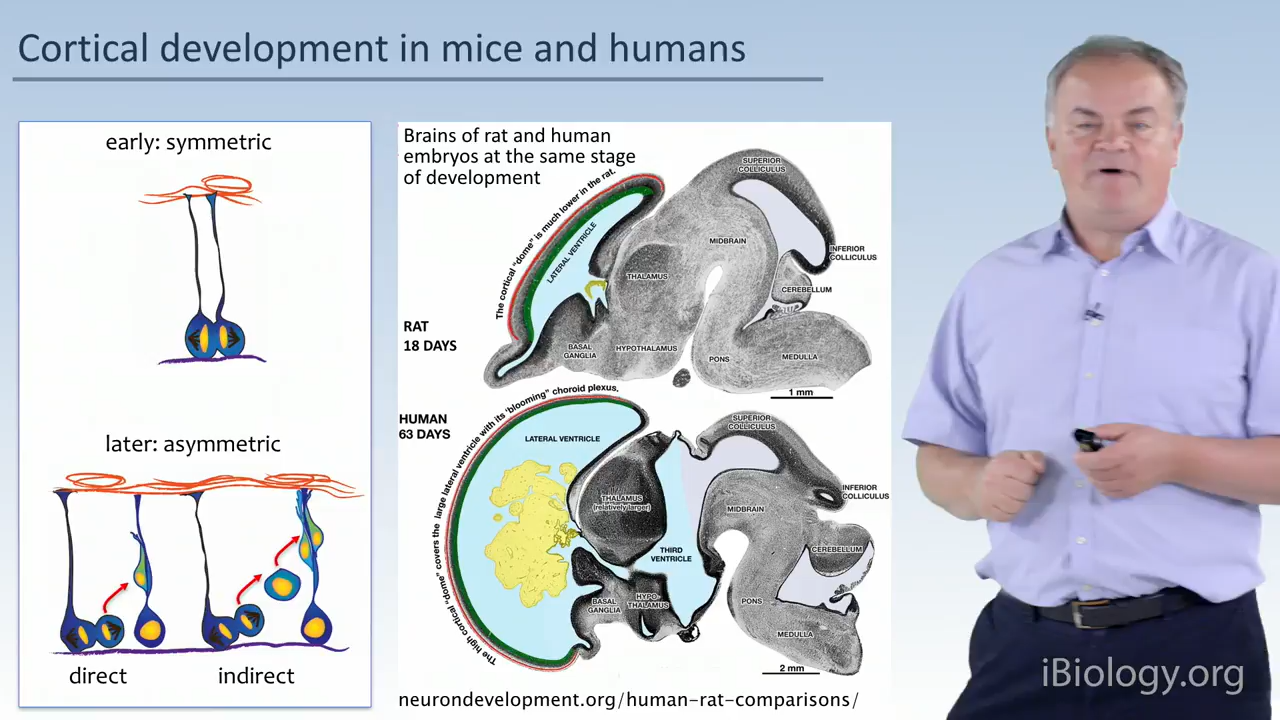 Cortical development in mice and humans
early: symmetric
later: asymmetric
direct
indirect
Brains of rat and human
embryos at the same stage
of development
The cortical "dome" is much lower in the rat.
LATERAL VENTRICLE
SUPERIOR
COLLICULUS
MIDBRAIN
INFERIOR
COLLICULUS
THALAMUS
CEREBELLUM
RAT
18 DAYS
BASAL
GANGLIA
HYPOTHALAMUS
PONS
MEDULLA
1 mm
HUMAN
63 DAYS
The high cortical "dome" covers the large lateral ventricle with its "blooming" choroid plexus.
LATERAL VENTRICLE
SUPERIOR
COLLICULUS
THALAMUS
(relatively larger)
INFERIOR
COLLICULUS
MIDBRAIN
THIRD
VENTRICLE
CEREBELLUM
BASAL
GANGLIA
HYPO-
THALAMUS
PONS
MEDULLA
2 mm
neurondevelopment.org/human-rat-comparisons/
iBiology.org